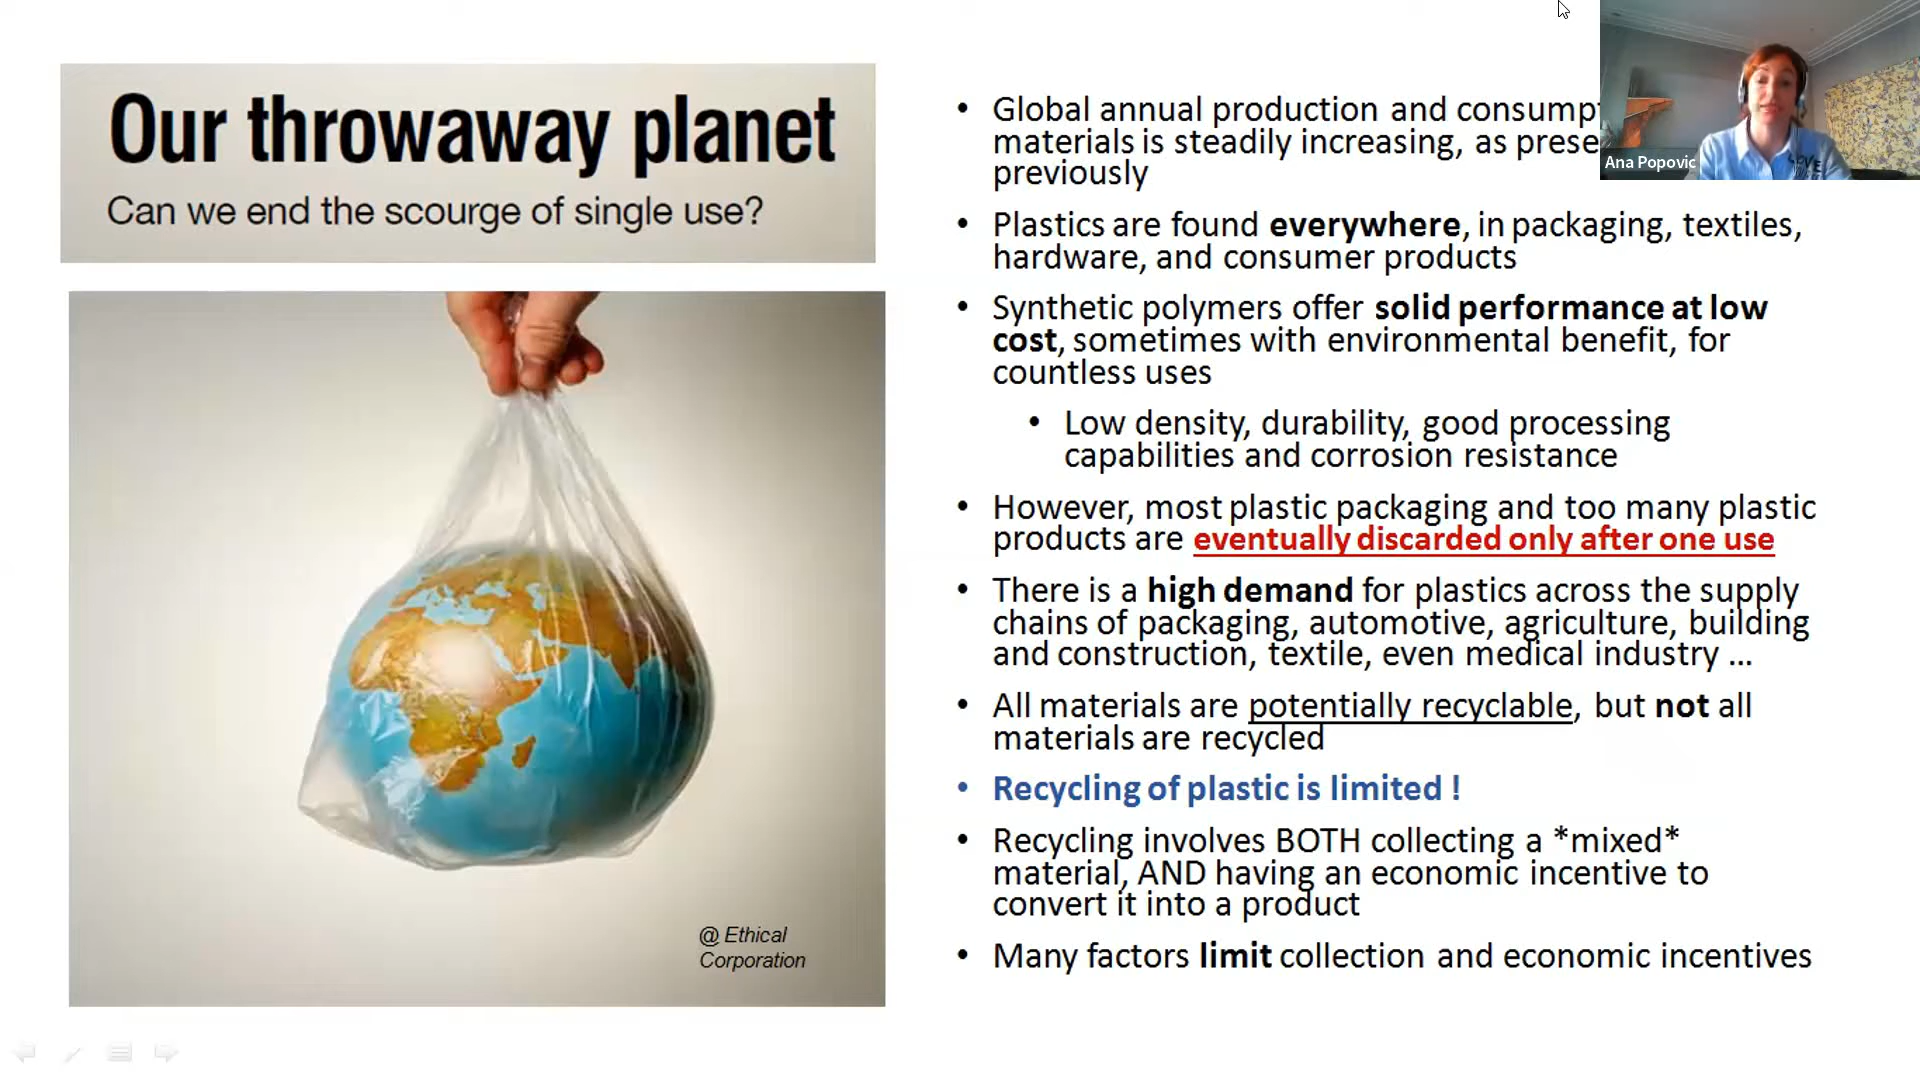 Our throwaway planet
Can we end the scourge of single use?
@ Ethical
Corporation
• Global annual production and
materials is steadily increasing, as
previously
• Plastics are found everywhere, in packaging, textiles,
hardware, and consumer products
• Synthetic polymers offer solid performance at low
cost, sometimes with environmental benefit, for
countless uses
• Low density, durability, good processing
capabilities and corrosion resistance
• However, most plastic packaging and too many plastic
products are eventually discarded only after one use
• There is a high demand for plastics across the supply
chains of packaging, automotive, agriculture, building
and construction, textile, even medical industry ...
• All materials are potentially recyclable, but not all
materials are recycled
• Recycling of plastic is limited !
• Recycling involves BOTH collecting a *mixed*
material, AND having an economic incentive to
convert it into a product
• Many factors limit collection and economic incentives
Ana Popovic
LOVE